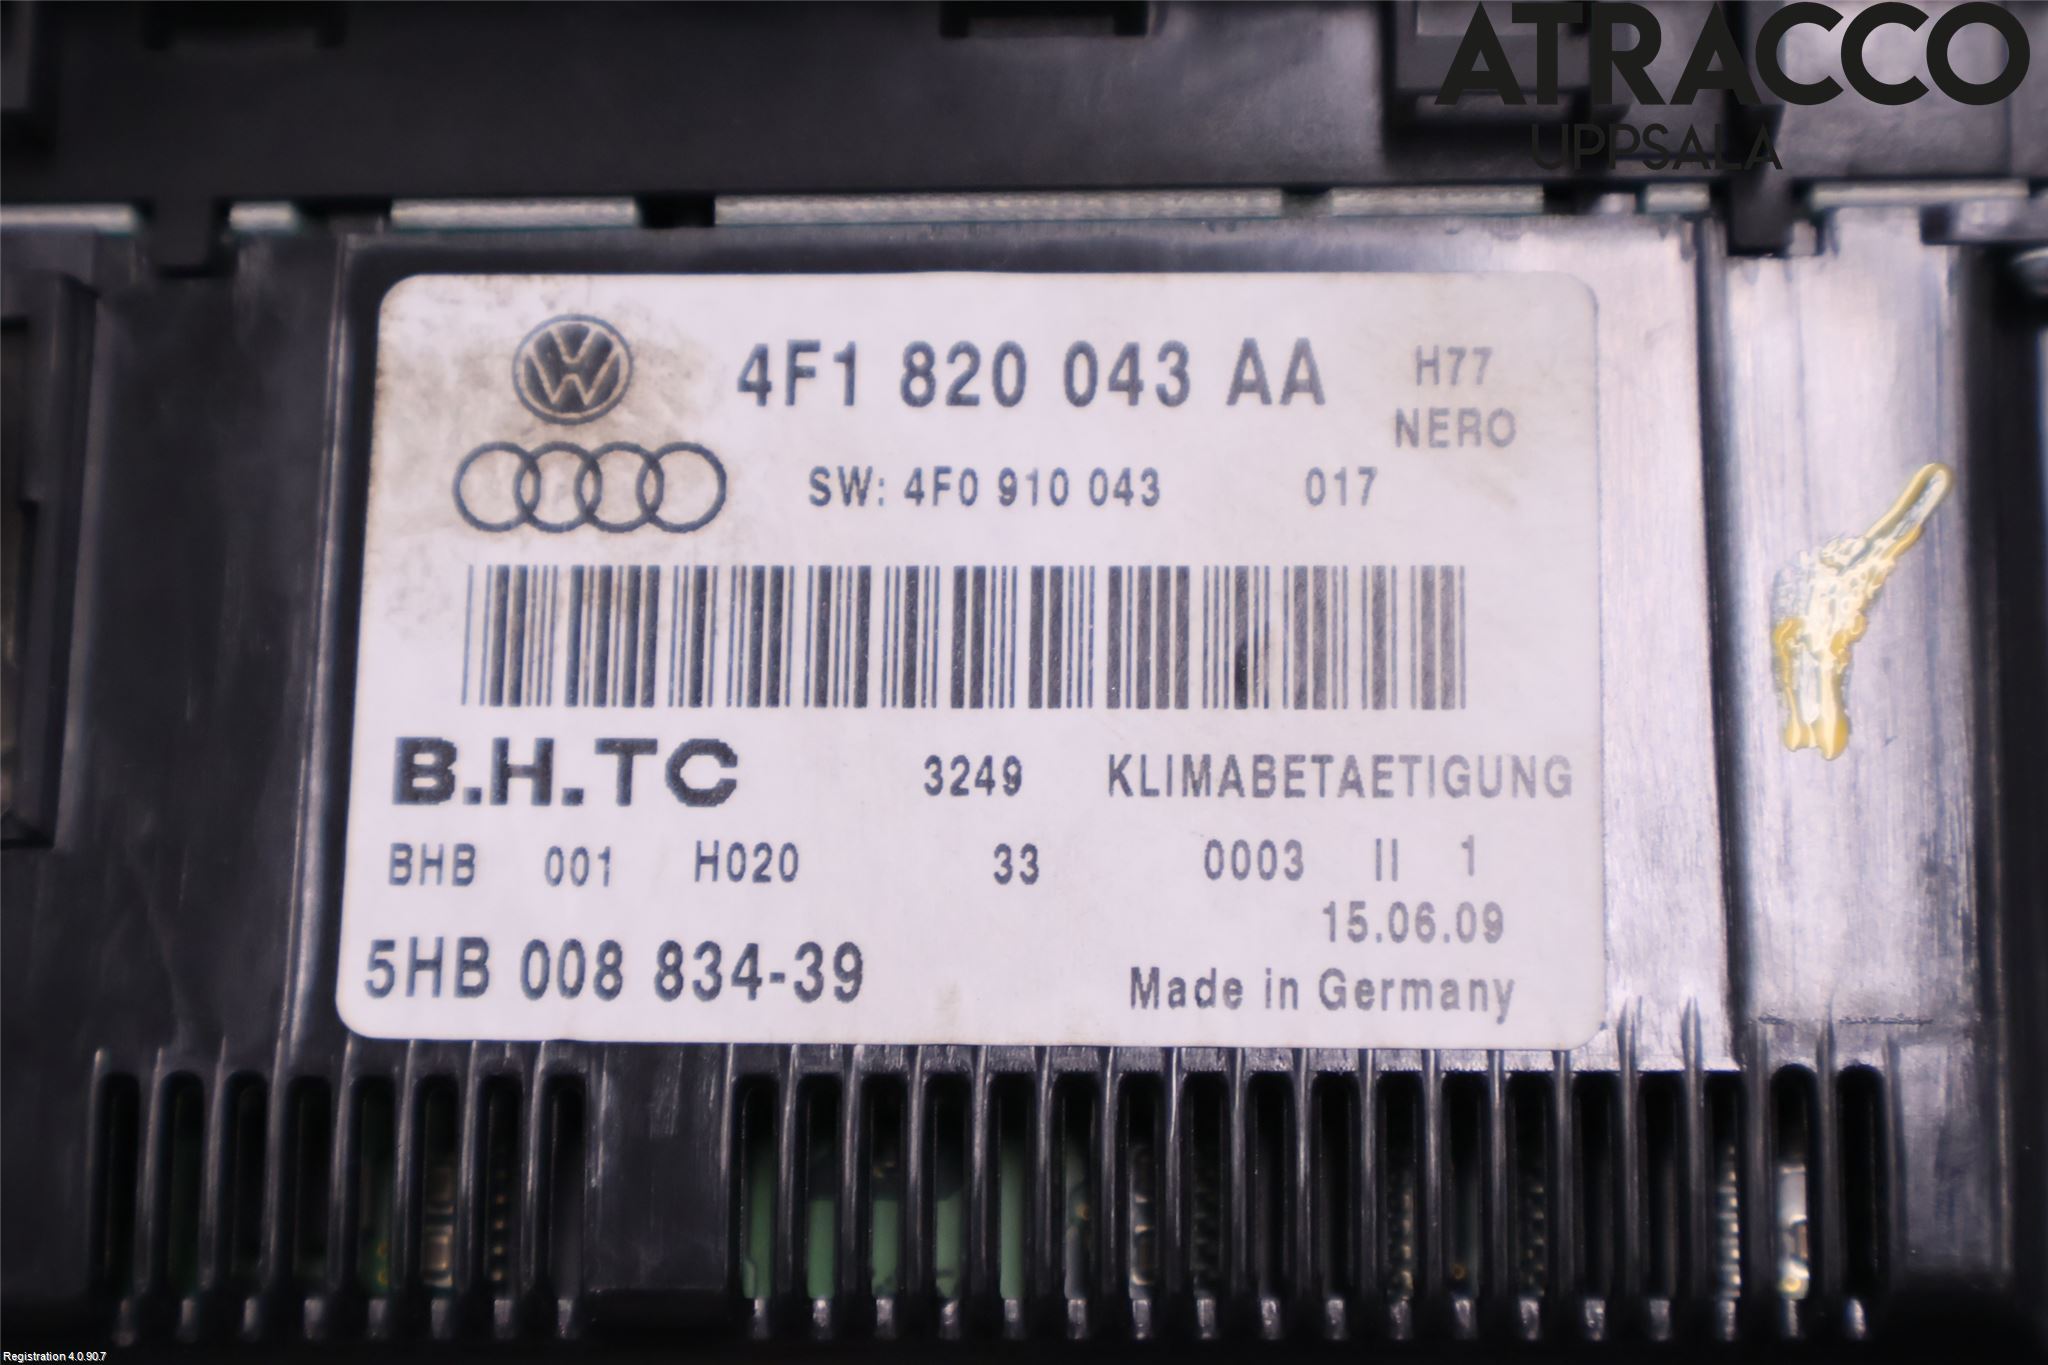 ATRACCO
UPPSALA
4F1 820 043 AA
H77
NERO
SW: 4F0 910 043 017
B.H.TC 3249 KLIMABETAETIGUNG
BHB 001 H020 33 0003 II 1
15.06.09
5HB 008 834-39
Made in Germany
Registration 4.0.90.7